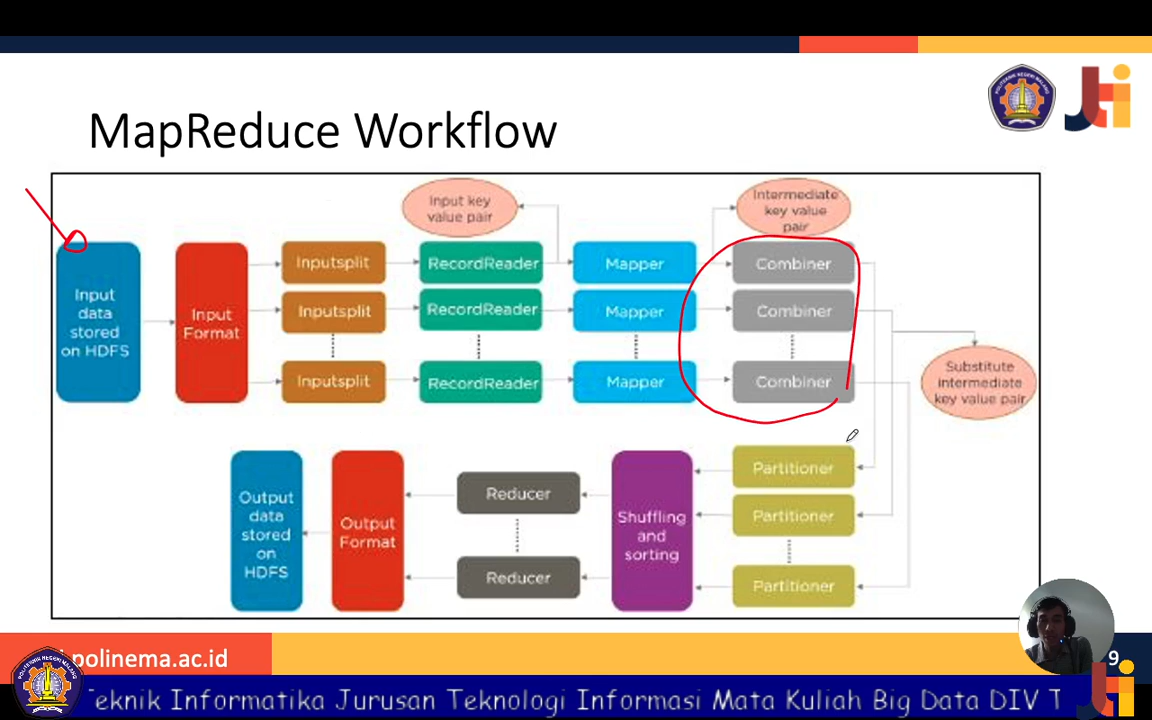 MapReduce Workflow
Input key
value pair
Intermediate
key value
pair
Input
data
stored
on HDFS
Input
Format
Inputsplit
RecordReader
Mapper
Combiner
Inputsplit
RecordReader
Mapper
Combiner
Inputsplit
RecordReader
Mapper
Combiner
Substitute
intermediate
key value pair
Output
data
stored
on
HDFS
Output
Format
Reducer
Reducer
Shuffling
and
sorting
Partitioner
Partitioner
Partitioner
polinema.ac.id
9
Teknik Informatika Jurusan Teknologi Informasi Mata Kuliah Big Data DIV T